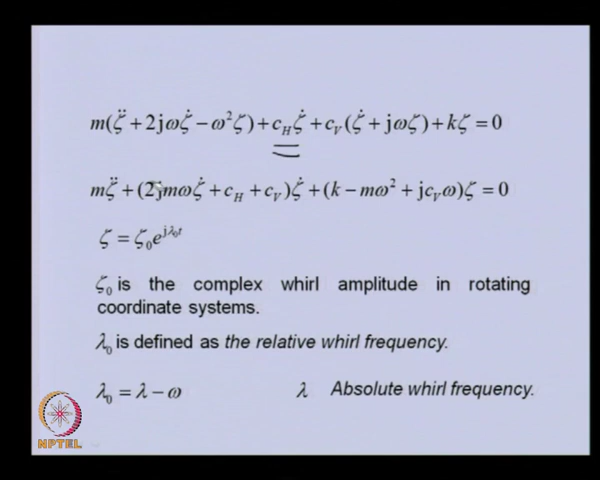 m(ζ̈ + 2jωζ̇ − ω²ζ) + c_H ζ̇ + c_V(ζ̇ + jωζ) + kζ = 0
mζ̈ + (2jmωζ̇ + c_H + c_V)ζ̇ + (k − mω² + jc_Vω)ζ = 0
ζ = ζ₀e^{jλ₀t}
ζ₀ is the complex whirl amplitude in rotating
coordinate systems.
λ₀ is defined as the relative whirl frequency.
λ₀ = λ − ω λ Absolute whirl frequency.
NPTEL